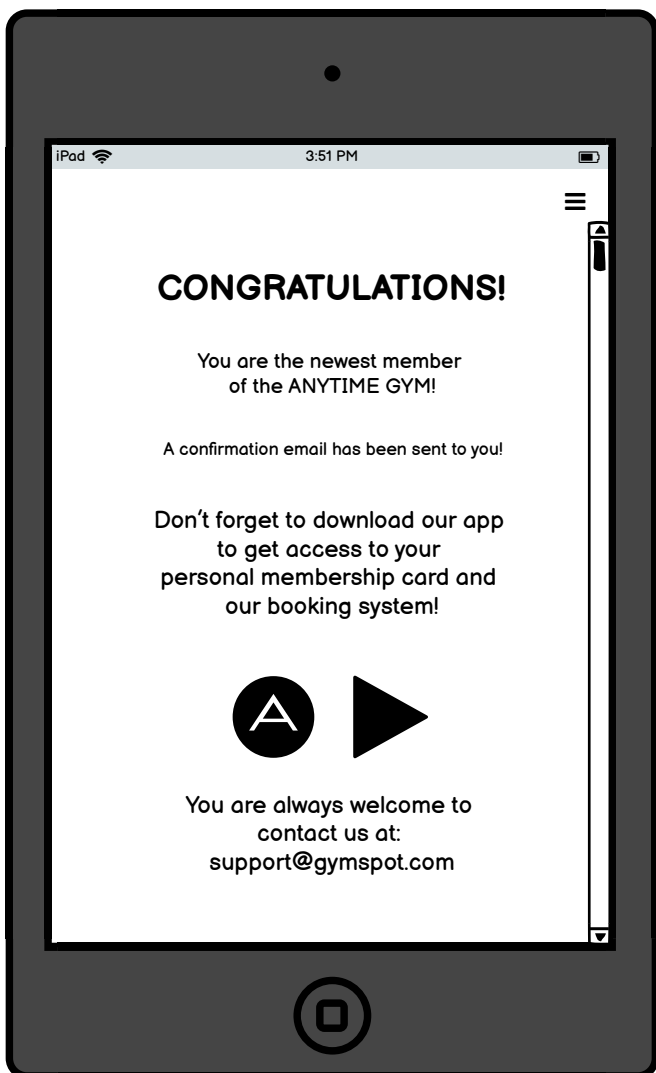 iPad 3:51 PM
CONGRATULATIONS!
You are the newest member
of the ANYTIME GYM!
A confirmation email has been sent to you!
Don't forget to download our app
to get access to your
personal membership card and
our booking system!
A
You are always welcome to
contact us at:
support@gymspot.com